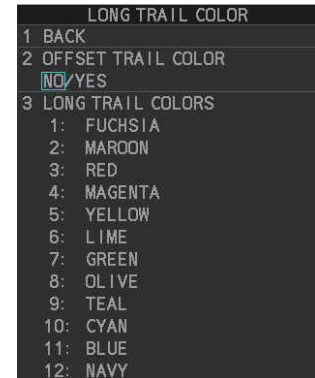 LONG TRAIL COLOR
1 BACK
2 OFFSET TRAIL COLOR
NO/YES
3 LONG TRAIL COLORS
1: FUCHSIA
2: MAROON
3: RED
4: MAGENTA
5: YELLOW
6: LIME
7: GREEN
8: OLIVE
9: TEAL
10: CYAN
11: BLUE
12: NAVY